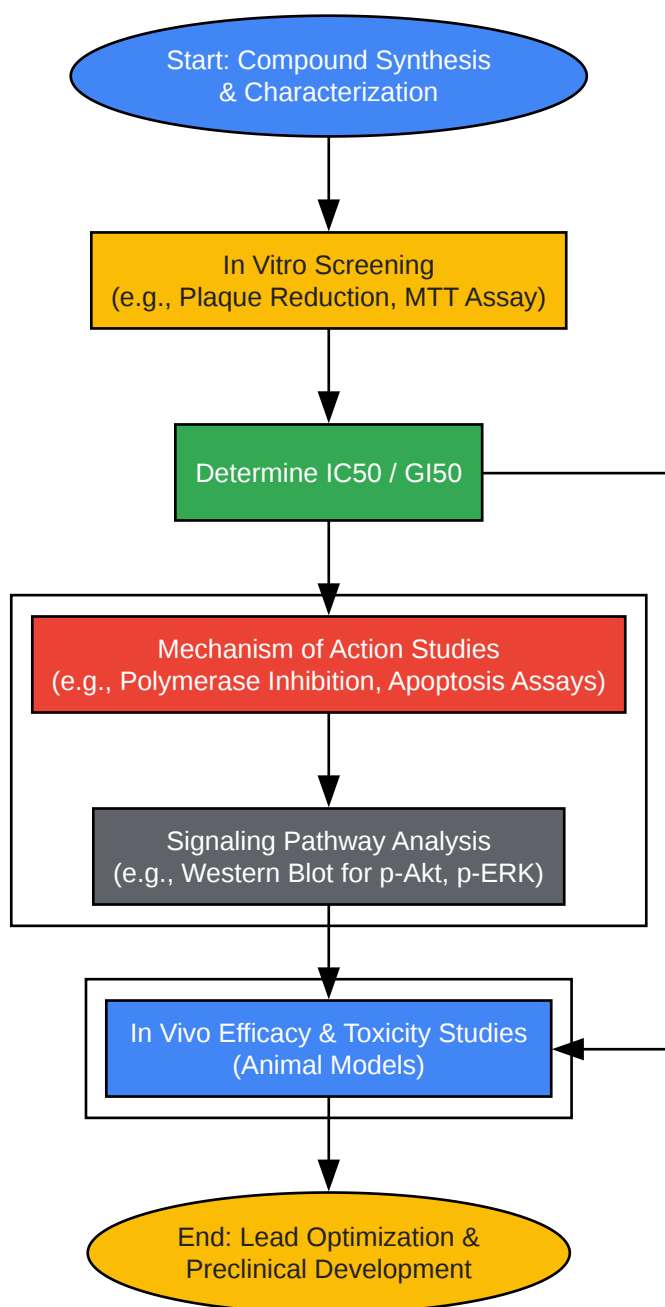 Start: Compound Synthesis
& Characterization
In Vitro Screening
(e.g., Plaque Reduction, MTT Assay)
Determine IC50 / GI50
Mechanism of Action Studies
(e.g., Polymerase Inhibition, Apoptosis Assays)
Signaling Pathway Analysis
(e.g., Western Blot for p-Akt, p-ERK)
In Vivo Efficacy & Toxicity Studies
(Animal Models)
End: Lead Optimization &
Preclinical Development